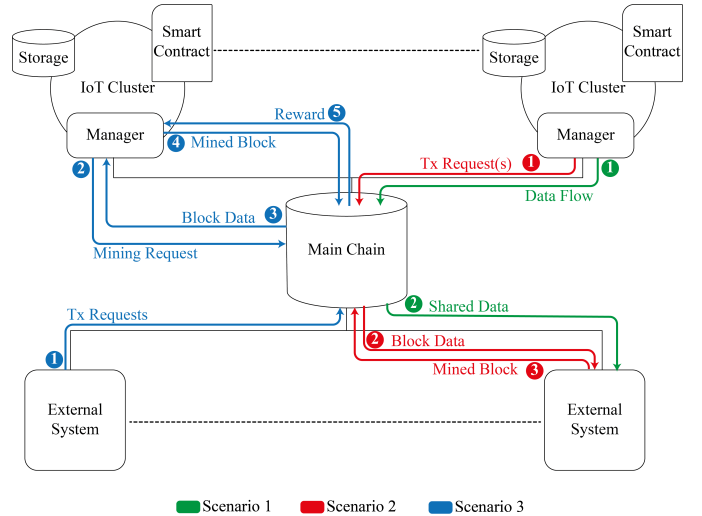 Smart
Contract
Storage
IoT Cluster
Manager
Smart
Contract
Storage
IoT Cluster
Manager
Reward 5
4 Mined Block
2
Block Data 3
Mining Request
Tx Request(s) 1
1
Data Flow
Main Chain
Tx Requests
1
2 Shared Data
2 Block Data
Mined Block 3
External
System
External
System
Scenario 1
Scenario 2
Scenario 3